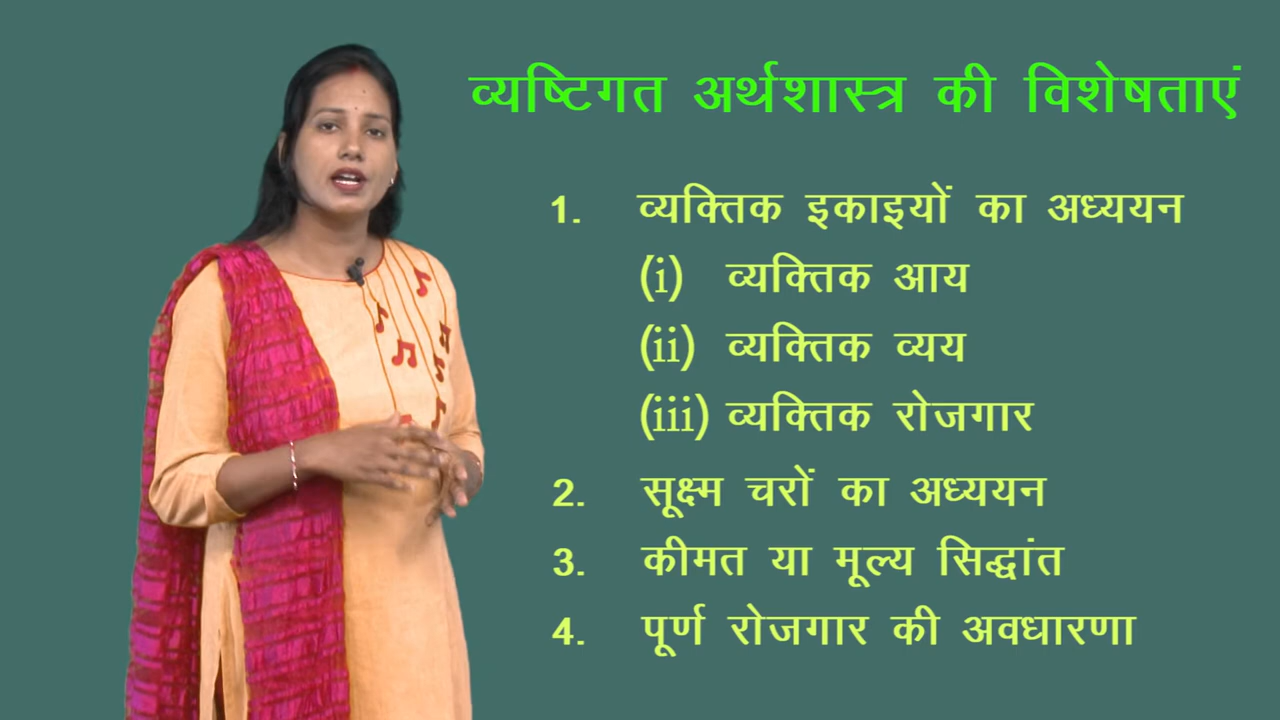 व्यष्टिगत अर्थशास्त्र की विशेषताएं
1. व्यक्तिक इकाइयों का अध्ययन
(i) व्यक्तिक आय
(ii) व्यक्तिक व्यय
(iii) व्यक्तिक रोजगार
2. सूक्ष्म चरों का अध्ययन
3. कीमत या मूल्य सिद्धांत
4. पूर्ण रोजगार की अवधारणा